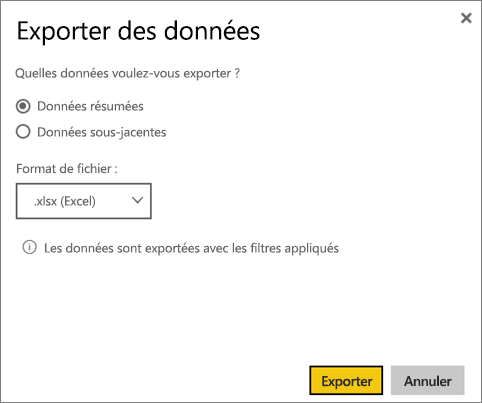 Exporter des données
Quelles données voulez-vous exporter ?
Données résumées
Données sous-jacentes
Format de fichier :
.xlsx (Excel)
Les données sont exportées avec les filtres appliqués
Exporter
Annuler